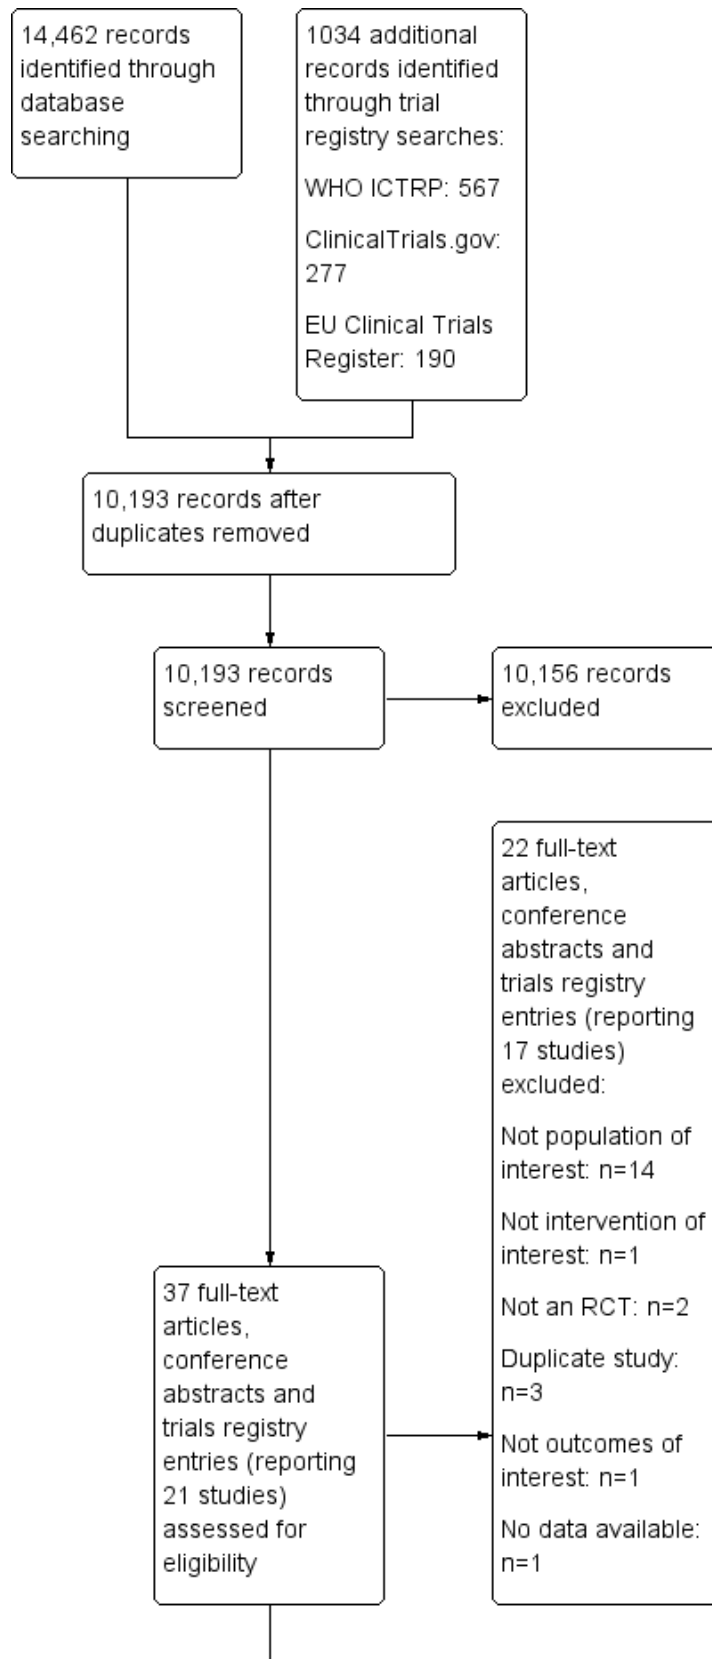 14,462 records
identified through
database
searching
1034 additional
records identified
through trial
registry searches:
WHO ICTRP: 567
ClinicalTrials.gov:
277
EU Clinical Trials
Register: 190
10,193 records after
duplicates removed
10,193 records
screened
10,156 records
excluded
22 full-text
articles,
conference
abstracts and
trials registry
entries (reporting
17 studies)
excluded:
Not population of
interest: n=14
Not intervention of
interest: n=1
Not an RCT: n=2
Duplicate study:
n=3
Not outcomes of
interest: n=1
No data available:
n=1
37 full-text
articles,
conference
abstracts and
trials registry
entries (reporting
21 studies)
assessed for
eligibility